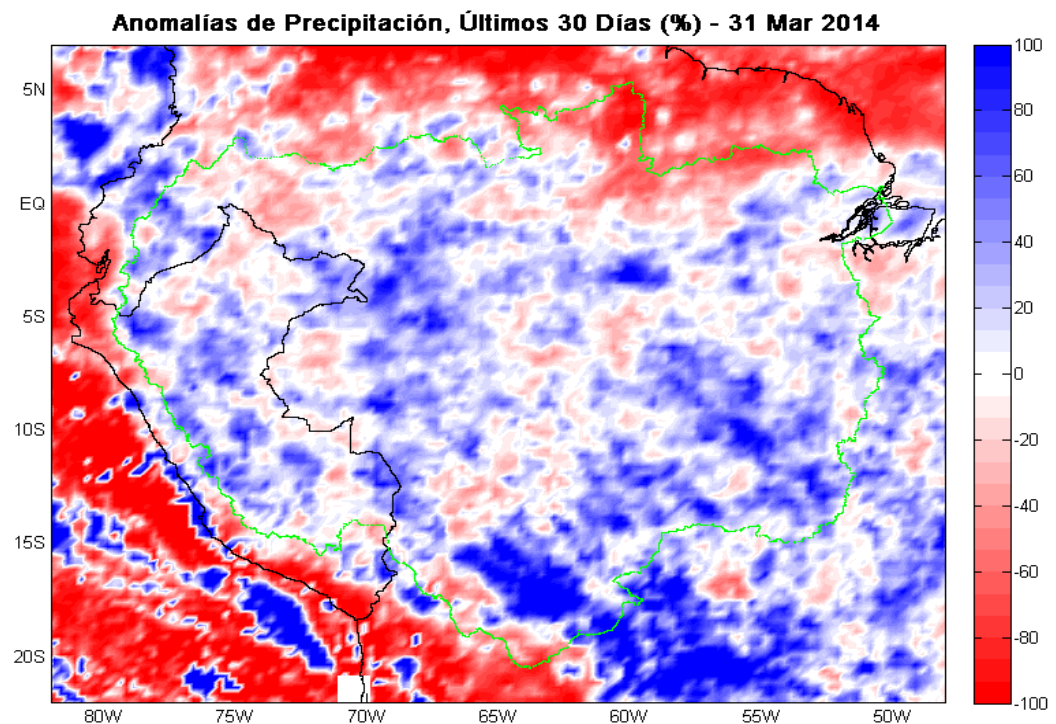 Anomalías de Precipitación, Últimos 30 Días (%) - 31 Mar 2014
5N
EQ
5S
10S
15S
20S
80W 75W 70W 65W 60W 55W 50W
100
80
60
40
20
0
-20
-40
-60
-80
-100